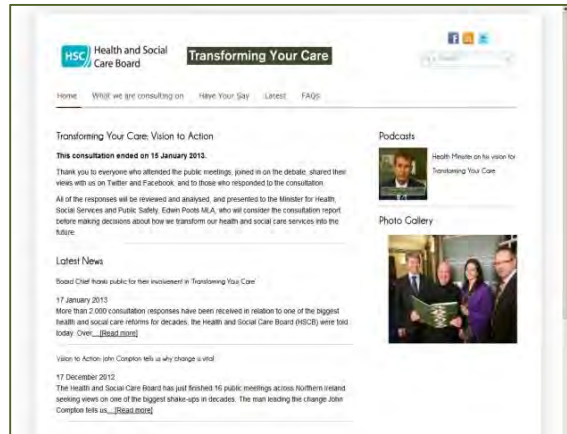 HSC Health and Social
Care Board
Transforming Your Care
Home What we are consulting on Have Your Say Latest FAQs
Transforming Your Care: Vision to Action
This consultation ended on 15 January 2013.
Thank you to everyone who attended the public meetings, joined in on the debate, shared their
views with us on Twitter and Facebook, and to those who responded to the consultation.
All of the responses will be reviewed and analysed, and presented to the Minister for Health,
Social Services and Public Safety, Edwin Poots MLA, who will consider the consultation report
before making decisions about how we transform our health and social care services into the
future.
Latest News
Board Chief thanks public for their involvement in Transforming Your Care
17 January 2013
More than 2,000 consultation responses have been received in relation to one of the biggest
health and social care reforms for decades, the Health and Social Care Board (HSCB) were told
today. Over....[Read more]
Vision to Action John Compton tells us why change is vital
17 December 2012
The Health and Social Care Board has just finished 16 public meetings across Northern Ireland
seeking views on one of the biggest shake-ops in decades. The man leading the change John
Compton tells us....[Read more]
Podcasts
Health Minister on his vision for
Transforming Your Care
Photo Gallery